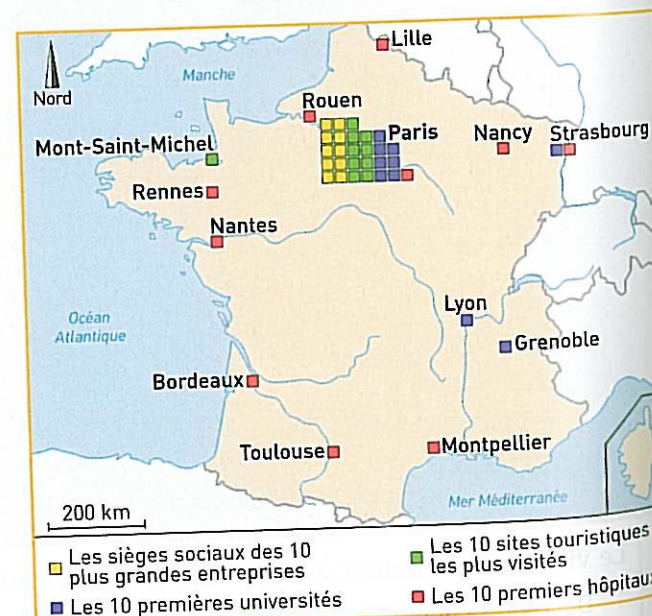 Lille
Manche
Nord
Rouen
Paris
Nancy
Strasbourg
Mont-Saint-Michel
Rennes
Nantes
Océan
Atlantique
Lyon
Grenoble
Bordeaux
Toulouse
Montpellier
200 km
Mer Méditerranée
Les sièges sociaux des 10
plus grandes entreprises
Les 10 premières universités
Les 10 sites touristiques
les plus visités
Les 10 premiers hôpitaux